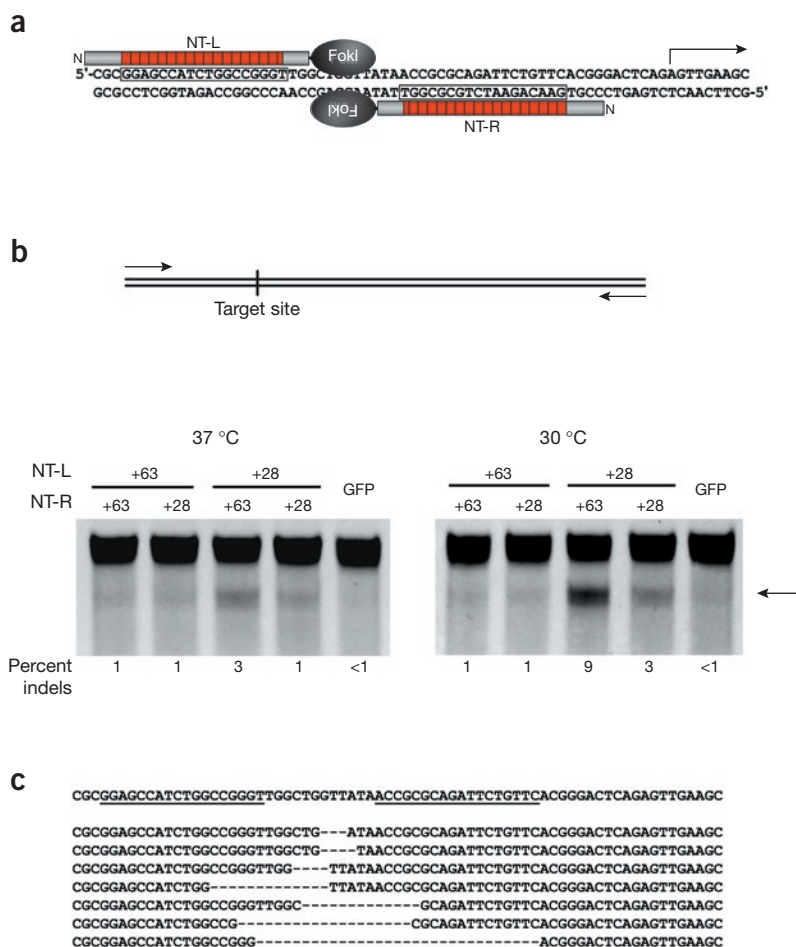 a
NT-L
N
FokI
5'-CGCGGAGCCATCTGGCCGGGTTGGCT GTTATAACCGCGCAGATTCTGTTCACGGGACTCAGAGTTGAAGC
GCGCCTCGGTAGACCGGCCCAACCGACCAATATTGGCGCGTCTAAGACAAGTGCCCTGAGTCTCAACTTCG-5'
FokI
N
NT-R
b
Target site
37 °C
30 °C
NT-L +63 +28 GFP +63 +28 GFP
NT-R +63 +28 +63 +28 +63 +28 +63 +28
Percent indels 1 1 3 1 <1 1 1 9 3 <1
c
CGCGGAGCCATCTGGCCGGGTTGGCTGGTTATAACCGCGCAGATTCTGTTCACGGGACTCAGAGTTGAAGC
CGCGGAGCCATCTGGCCGGGTTGGCTG---ATAACCGCGCAGATTCTGTTCACGGGACTCAGAGTTGAAGC
CGCGGAGCCATCTGGCCGGGTTGGCTG----TAACCGCGCAGATTCTGTTCACGGGACTCAGAGTTGAAGC
CGCGGAGCCATCTGGCCGGGTTGG----TTATAACCGCGCAGATTCTGTTCACGGGACTCAGAGTTGAAGC
CGCGGAGCCATCTGG-------------TTATAACCGCGCAGATTCTGTTCACGGGACTCAGAGTTGAAGC
CGCGGAGCCATCTGGCCGGGTTGGC-------------GCAGATTCTGTTCACGGGACTCAGAGTTGAAGC
CGCGGAGCCATCTGGCCG-------------------CGCAGATTCTGTTCACGGGACTCAGAGTTGAAGC
CGCGGAGCCATCTGGCCGGG-------------------------------ACGGGACTCAGAGTTGAAGC